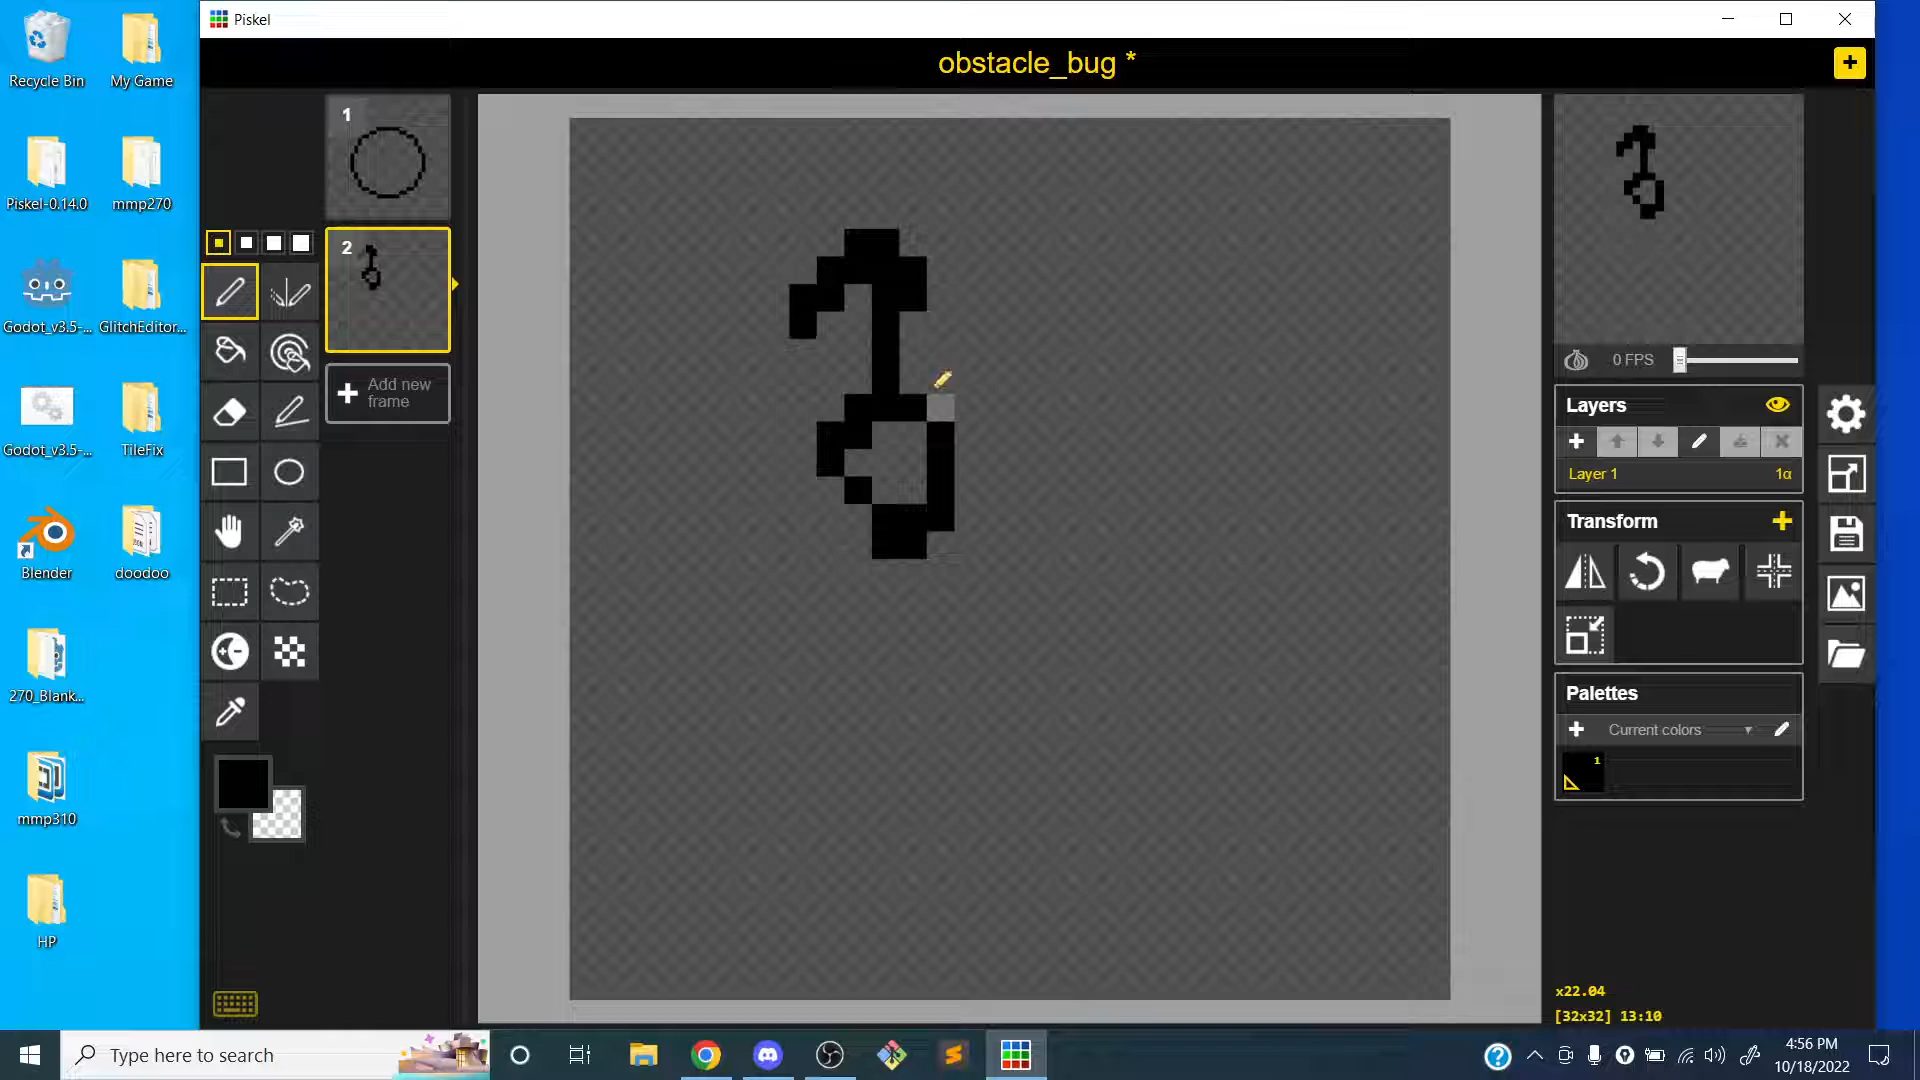 Piskel
obstacle_bug *
Recycle Bin
My Game
Piskel-0.14.0
mmp270
Godot_v3.5-...
GlitchEditor...
Godot_v3.5-...
TileFix
Blender
doodoo
270_Blank...
mmp310
HP
1
2
Add new
frame
0 FPS
Layers
Layer 1
1α
Transform
Palettes
Current colors
1
x22.04
[32x32] 13:10
Type here to search
4:56 PM
10/18/2022